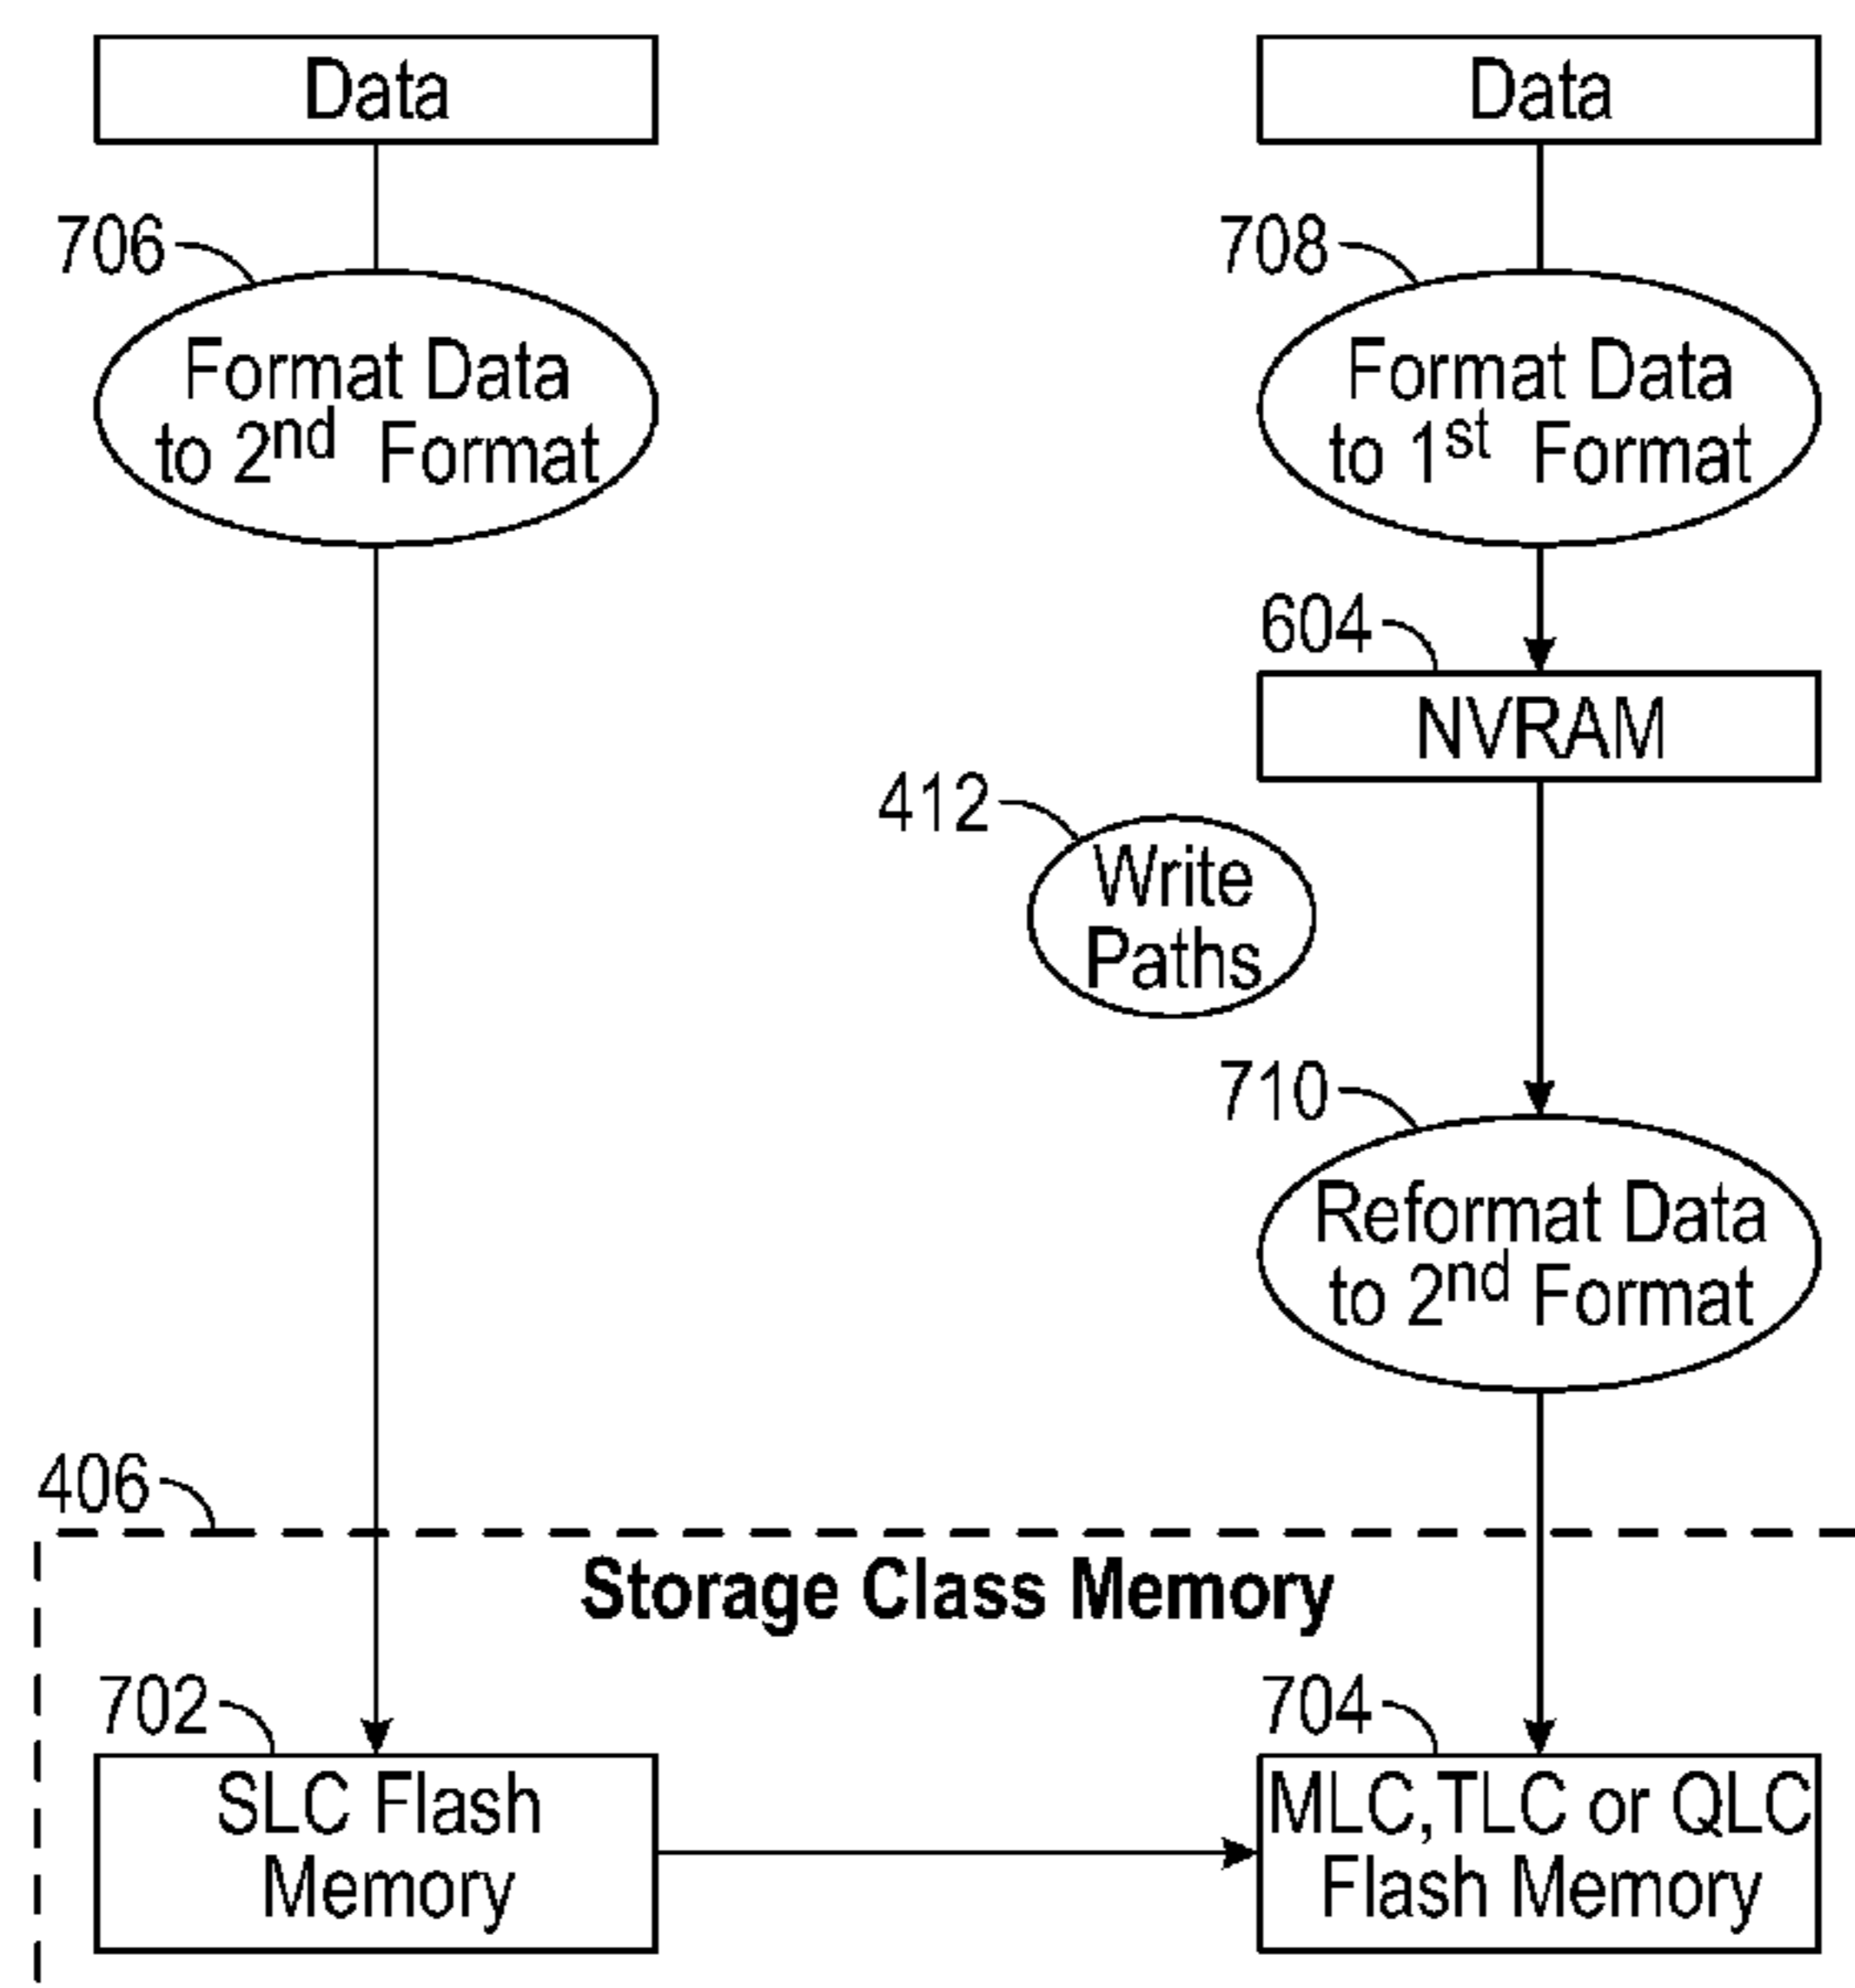 Data
Data
706
708
Format Data
to 2nd Format
Format Data
to 1st Format
604
NVRAM
412
Write
Paths
710
Reformat Data
to 2nd Format
406
Storage Class Memory
702
704
SLC Flash
Memory
MLC,TLC or QLC
Flash Memory